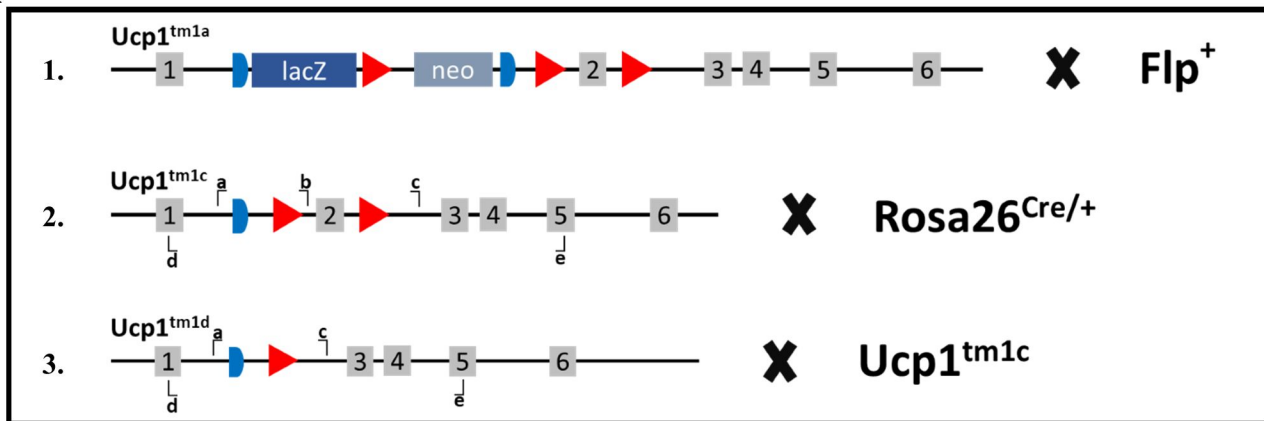 Ucp1tm1a
1. 1 lacZ neo 2 3 4 5 6 X Flp+
Ucp1tm1c a b c
2. 1 2 3 4 5 6 X Rosa26Cre/+
d e
Ucp1tm1d a c
3. 1 3 4 5 6 X Ucp1tm1c
d e